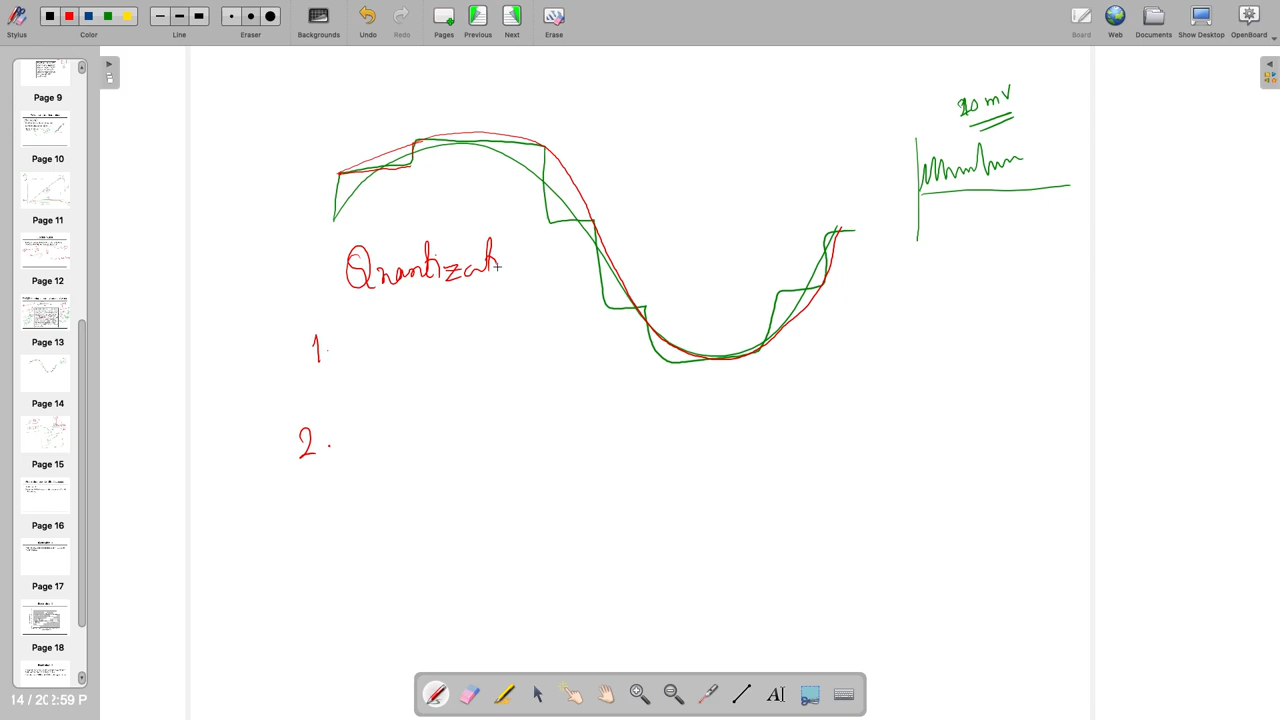 Stylus
Color
Line
Eraser
Backgrounds
Undo
Redo
Pages
Previous
Next
Erase
Board
Web
Documents
Show Desktop
OpenBoard
Page 9
Page 10
Page 11
Page 12
Page 13
Page 14
Page 15
Page 16
Page 17
Page 18
2:59 P
mV
Quantizat
1.
2.